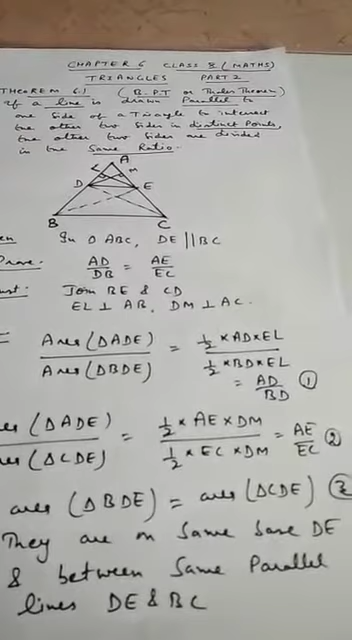 CHAPTER 6 CLASS X (MATHS)
TRIANGLES PART 2
THEOREM 6.1 (B.P.T or Thales Theorem)
If a line is drawn Parallel to
one side of a Triangle to intersect
the other two sides in distinct Points,
the other two sides are divided
in the Same Ratio.
A
L M
D E
B C
In Δ ABC, DE || BC
Prove. AD/DB = AE/EC
Join BE & CD
EL ⊥ AB, DM ⊥ AC.
Area (ΔADE)/Area (ΔBDE) = ½ × AD × EL/½ × BD × EL
= AD/BD ①
(ΔADE)/(ΔCDE) = ½ × AE × DM/½ × EC × DM = AE/EC ②
area (ΔBDE) = area (ΔCDE) ③
They are on Same base DE
& between Same Parallel
lines DE & BC